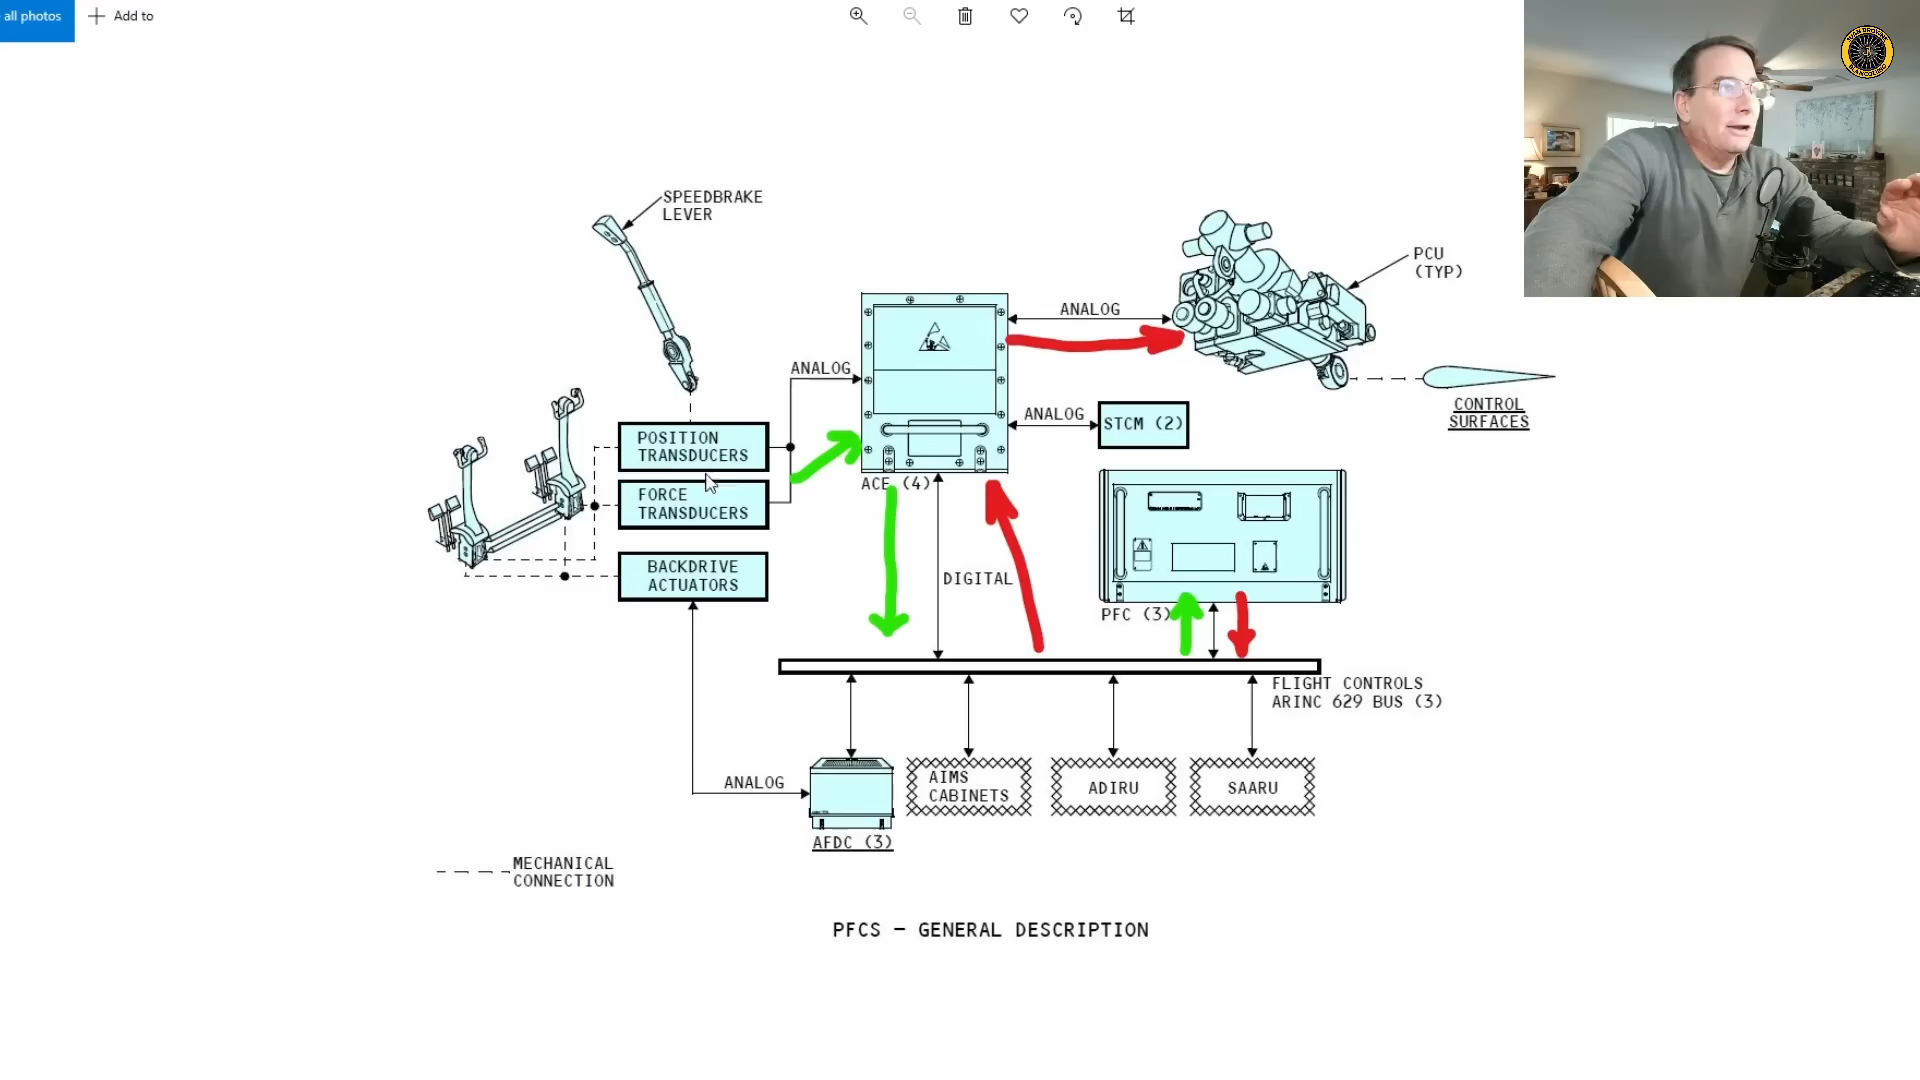 all photos
Add to
SPEEDBRAKE
LEVER
PCU
(TYP)
ANALOG
ANALOG
ANALOG
STCM (2)
CONTROL
SURFACES
POSITION
TRANSDUCERS
FORCE
TRANSDUCERS
ACE (4)
BACKDRIVE
ACTUATORS
DIGITAL
PFC (3)
FLIGHT CONTROLS
ARINC 629 BUS (3)
ANALOG
AIMS
CABINETS
ADIRU
SAARU
AFDC (3)
MECHANICAL
CONNECTION
PFCS - GENERAL DESCRIPTION